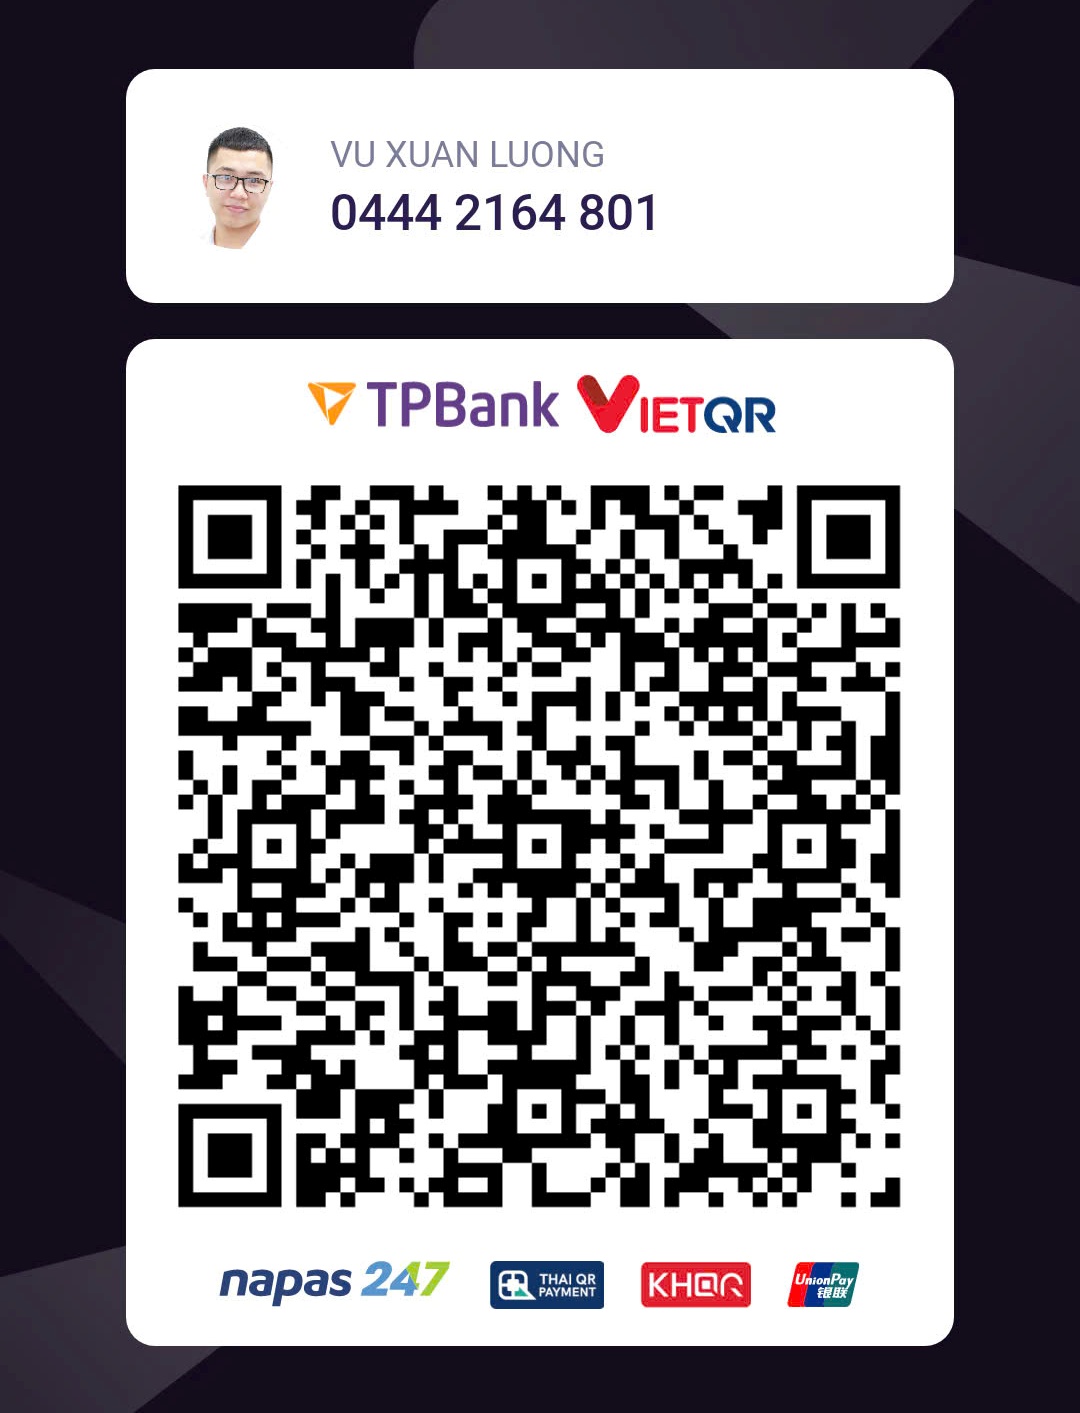 VU XUAN LUONG
0444 2164 801
TPBank VIETQR
napas 247 THAI QR PAYMENT KHQR UnionPay 银联